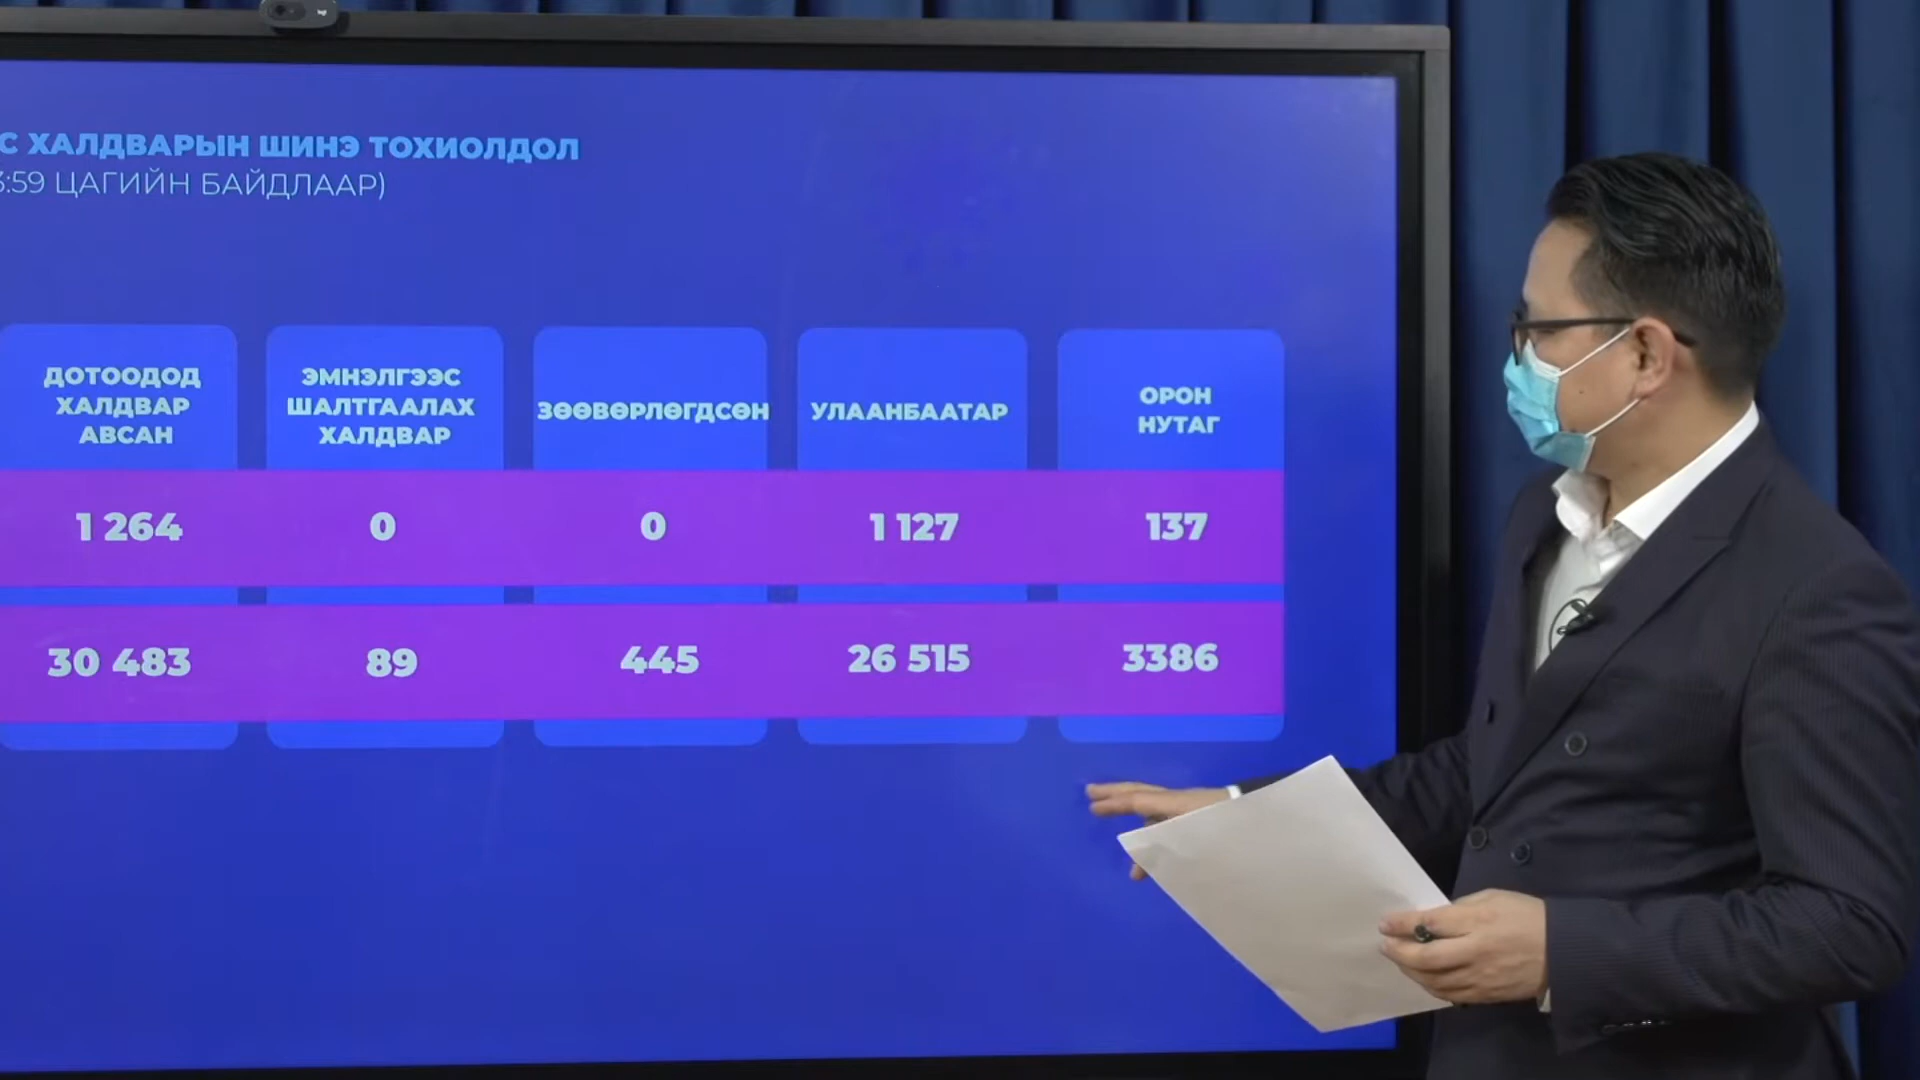 С ХАЛДВАРЫН ШИНЭ ТОХИОЛДОЛ
:59 ЦАГИЙН БАЙДЛААР)
ДОТООДОД
ХАЛДВАР
АВСАН
ЭМНЭЛГЭЭС
ШАЛТГААЛАХ
ХАЛДВАР
ЗӨӨВӨРЛӨГДСӨН
УЛААНБААТАР
ОРОН
НУТАГ
1 264
0
0
1 127
137
30 483
89
445
26 515
3386